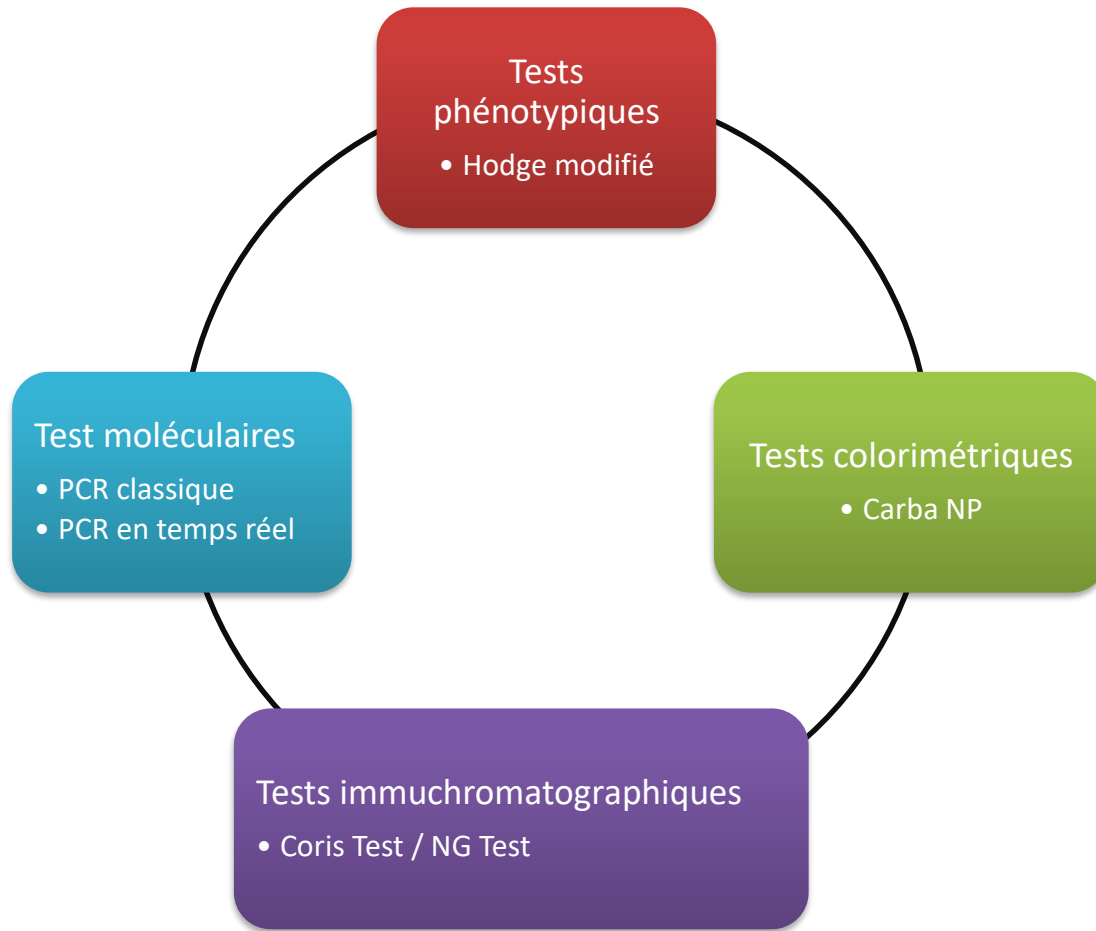 Tests
phénotypiques
• Hodge modifié
Tests colorimétriques
• Carba NP
Tests immuchromatographiques
• Coris Test / NG Test
Test moléculaires
• PCR classique
• PCR en temps réel